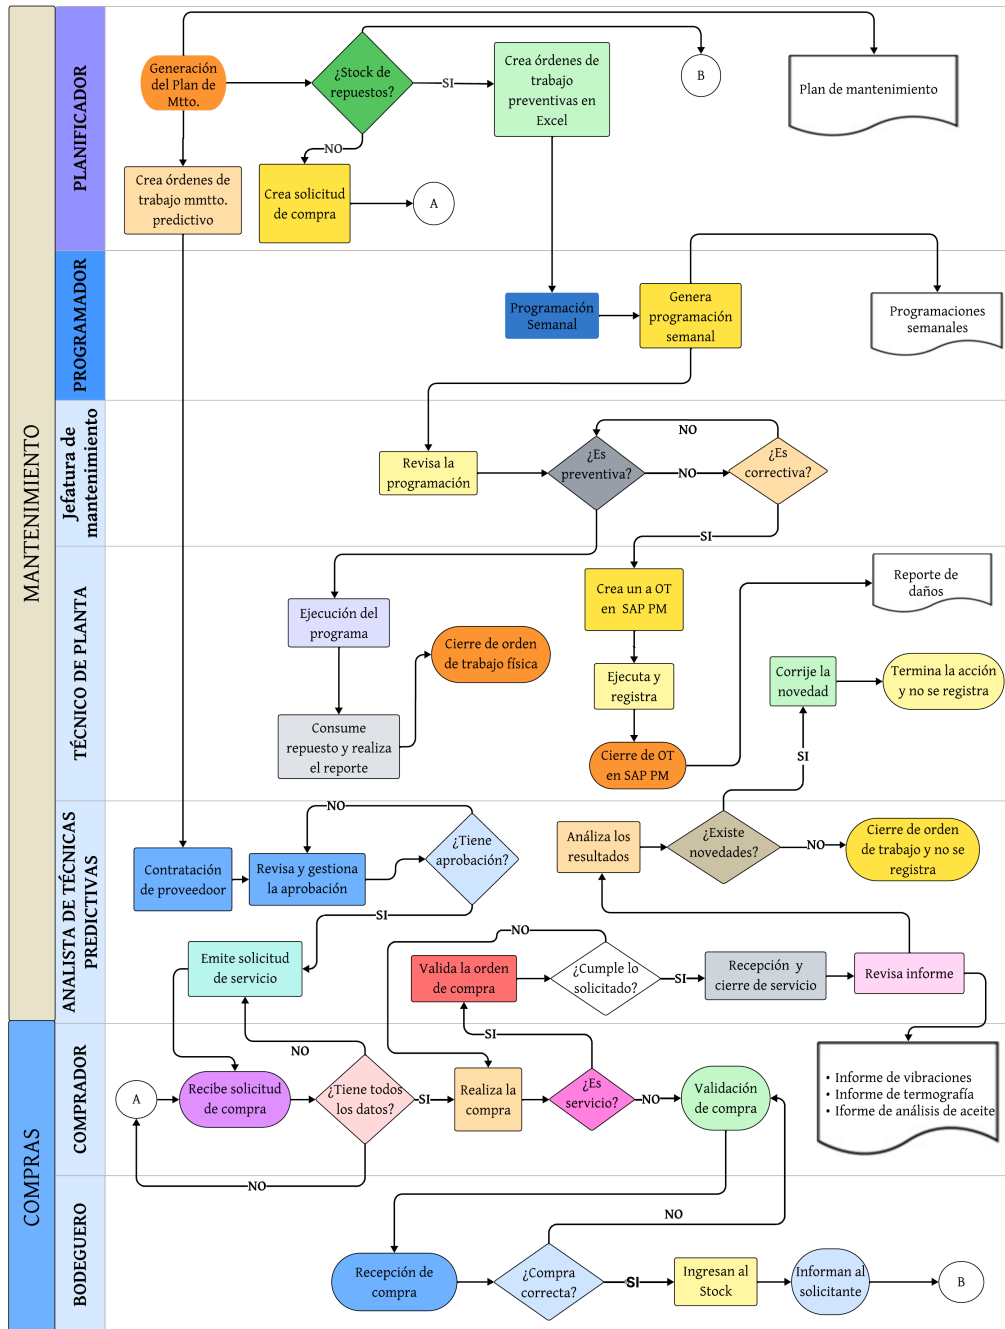 MANTENIMIENTO
COMPRAS
PLANIFICADOR
Generación
del Plan de
Mtto.
¿Stock de
repuestos?
SI
NO
Crea órdenes de
trabajo
preventivas en
Excel
B
Plan de mantenimiento
Crea órdenes de
trabajo mmtto.
predictivo
Crea solicitud
de compra
A
PROGRAMADOR
Programación
Semanal
Genera
programación
semanal
Programaciones
semanales
Jefatura de
mantenimiento
Revisa la
programación
¿Es
preventiva?
NO
NO
¿Es
correctiva?
SI
TÉCNICO DE PLANTA
Ejecución del
programa
Cierre de orden
de trabajo física
Consume
repuesto y realiza
el reporte
Crea un a OT
en SAP PM
Ejecuta y
registra
Cierre de OT
en SAP PM
Reporte de
daños
Corrije la
novedad
Termina la acción
y no se registra
SI
ANALISTA DE TÉCNICAS
PREDICTIVAS
Contratación
de proveedoor
Revisa y gestiona
la aprobación
NO
¿Tiene
aprobación?
SI
Análiza los
resultados
¿Existe
novedades?
NO
Cierre de orden
de trabajo y no se
registra
Emite solicitud
de servicio
Valida la orden
de compra
NO
¿Cumple lo
solicitado?
SI
Recepción y
cierre de servicio
Revisa informe
COMPRADOR
A
Recibe solicitud
de compra
NO
¿Tiene todos
los datos?
NO
SI
Realiza la
compra
SI
¿Es
servicio?
NO
Validación
de compra
• Informe de vibraciones
• Informe de termografía
• Iforme de análisis de aceite
BODEGUERO
Recepción de
compra
¿Compra
correcta?
NO
SI
Ingresan al
Stock
Informan al
solicitante
B